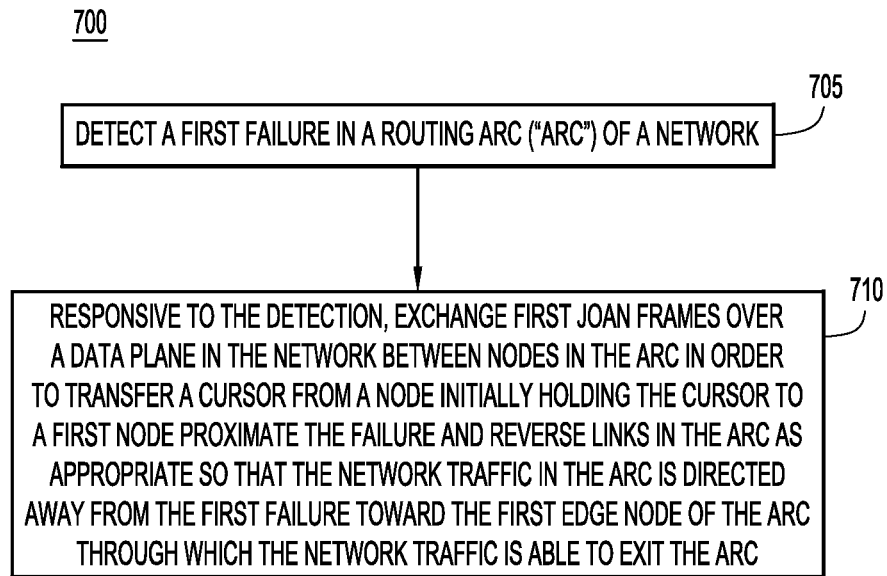 700
705
DETECT A FIRST FAILURE IN A ROUTING ARC (“ARC”) OF A NETWORK
710
RESPONSIVE TO THE DETECTION, EXCHANGE FIRST JOAN FRAMES OVER
A DATA PLANE IN THE NETWORK BETWEEN NODES IN THE ARC IN ORDER
TO TRANSFER A CURSOR FROM A NODE INITIALLY HOLDING THE CURSOR TO
A FIRST NODE PROXIMATE THE FAILURE AND REVERSE LINKS IN THE ARC AS
APPROPRIATE SO THAT THE NETWORK TRAFFIC IN THE ARC IS DIRECTED
AWAY FROM THE FIRST FAILURE TOWARD THE FIRST EDGE NODE OF THE ARC
THROUGH WHICH THE NETWORK TRAFFIC IS ABLE TO EXIT THE ARC